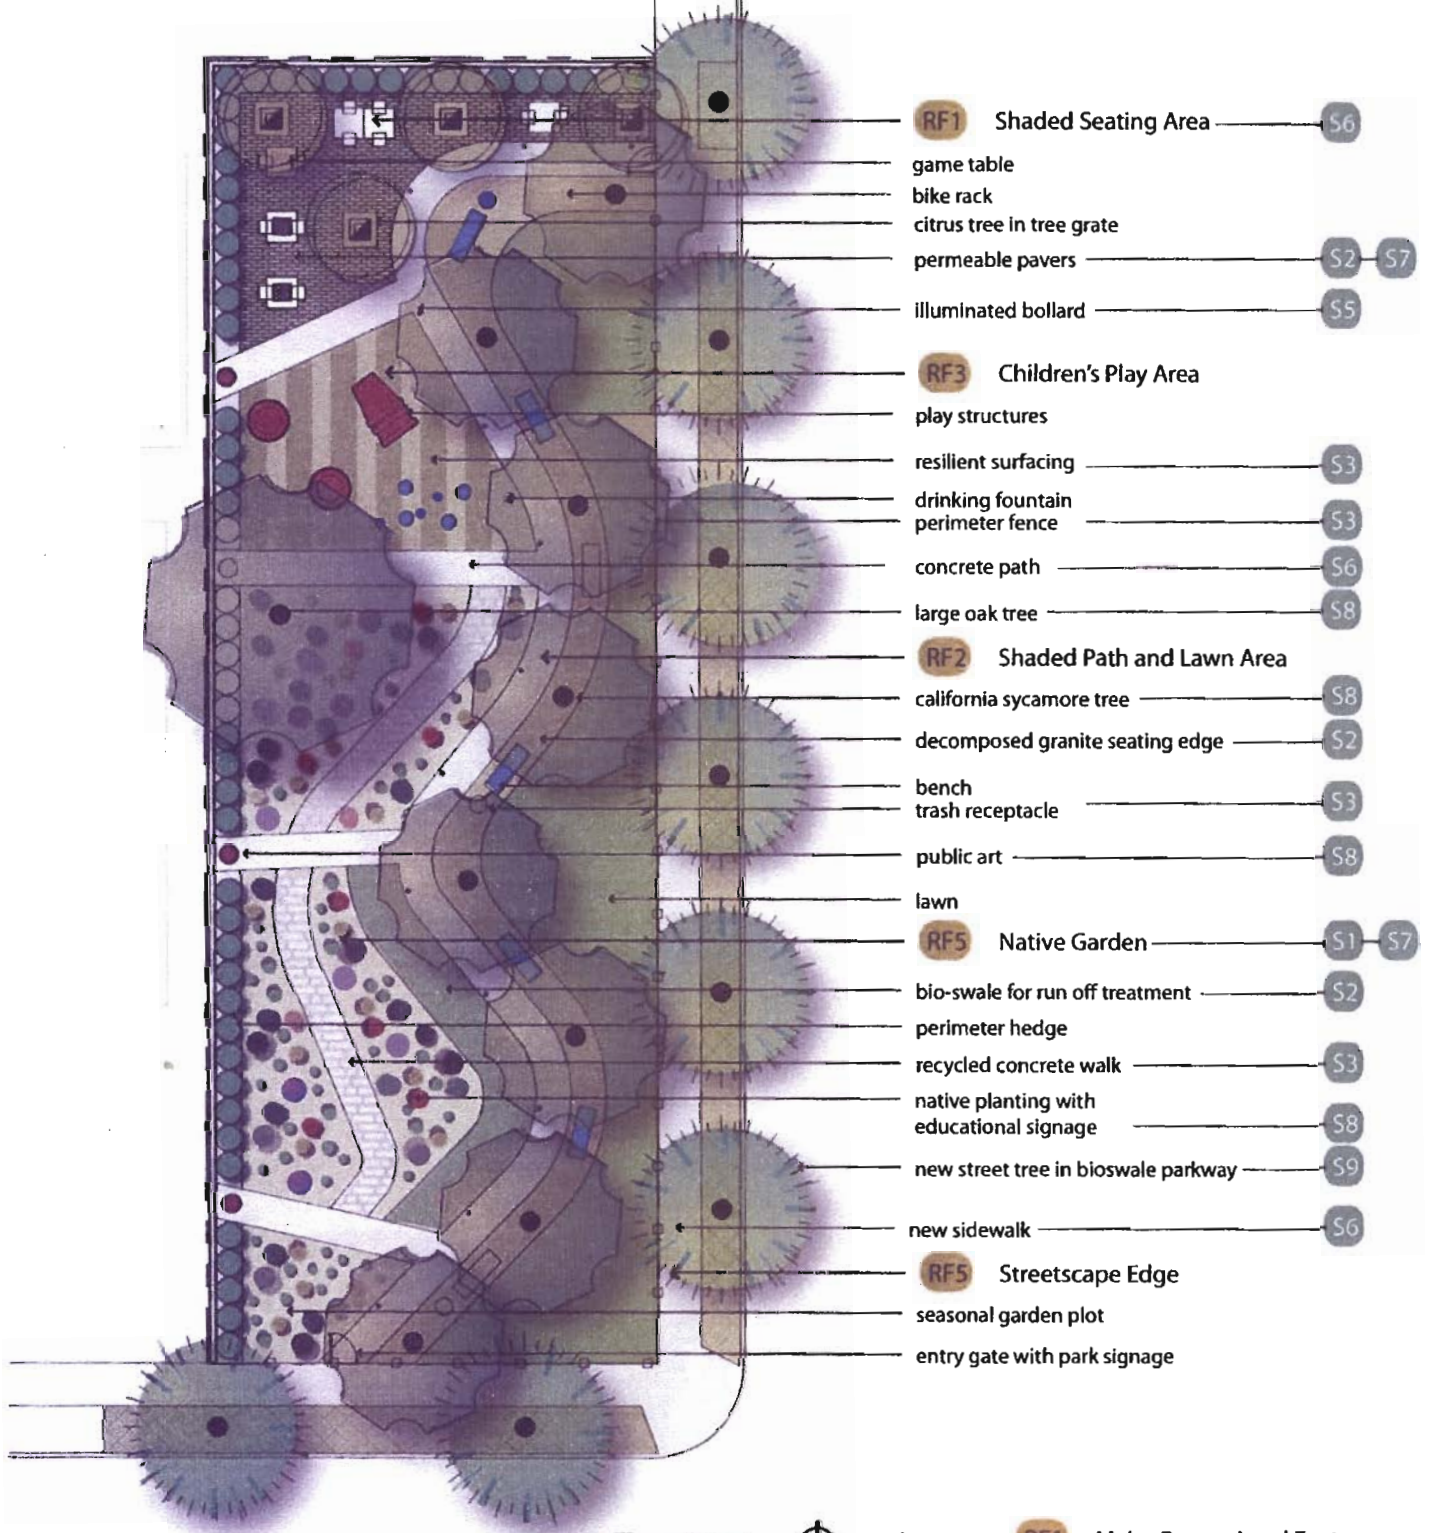 RF1 Shaded Seating Area S6
game table
bike rack
citrus tree in tree grate
permeable pavers S2 S7
illuminated bollard S5
RF3 Children's Play Area
play structures
resilient surfacing S3
drinking fountain
perimeter fence S3
concrete path S6
large oak tree S8
RF2 Shaded Path and Lawn Area
california sycamore tree S8
decomposed granite seating edge S2
bench
trash receptacle S3
public art S8
lawn
RF5 Native Garden S1 S7
bio-swale for run off treatment S2
perimeter hedge
recycled concrete walk S3
native planting with
educational signage S8
new street tree in bioswale parkway S9
new sidewalk S6
RF5 Streetscape Edge
seasonal garden plot
entry gate with park signage